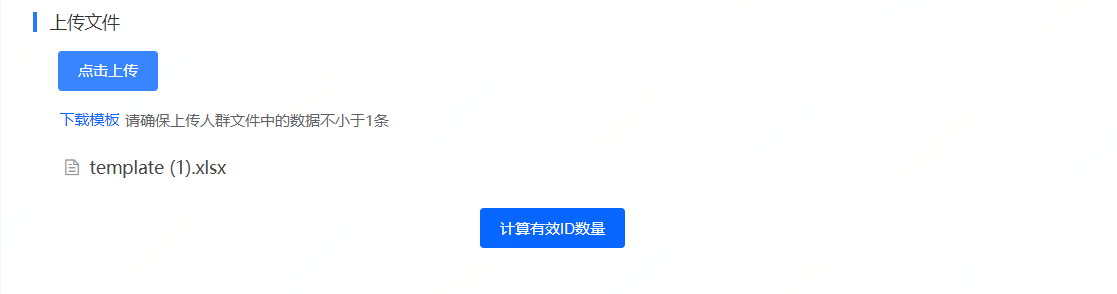 上传文件
点击上传
下载模板 请确保上传人群文件中的数据不小于1条
template (1).xlsx
计算有效ID数量